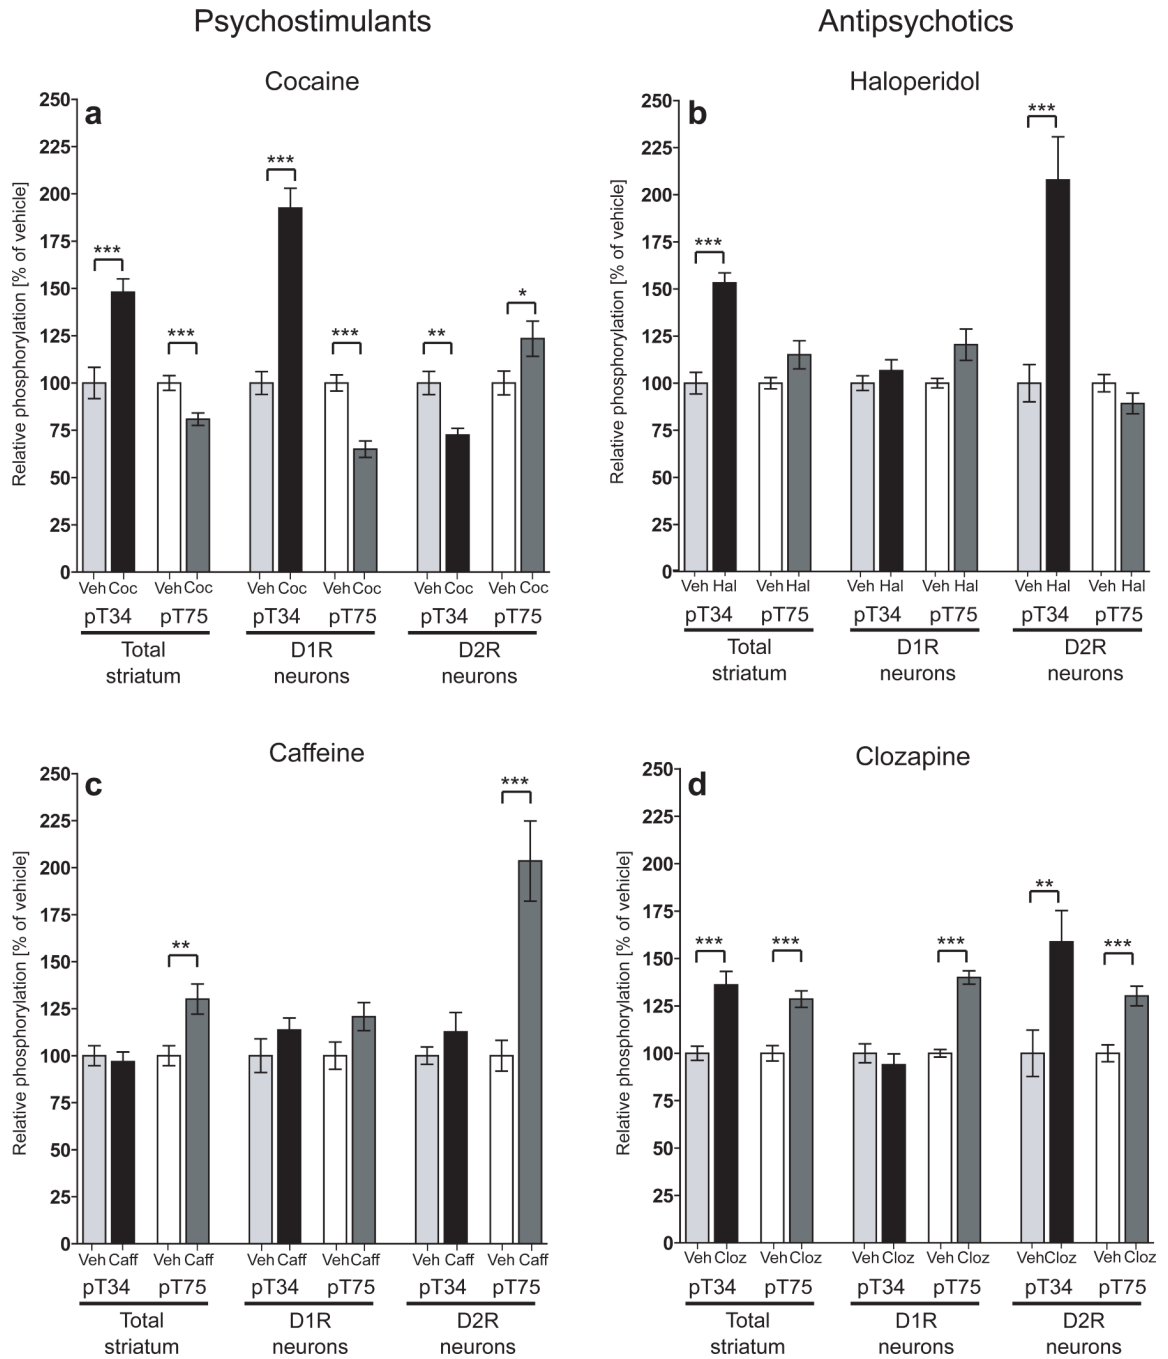 Psychostimulants
Antipsychotics
Cocaine
a
Relative phosphorylation [% of vehicle]
250
225
200
175
150
125
100
75
50
25
0
***
***
***
***
**
*
Veh Coc Veh Coc Veh Coc Veh Coc Veh Coc Veh Coc
pT34 pT75 pT34 pT75 pT34 pT75
Total striatum
D1R neurons
D2R neurons
Haloperidol
b
Relative phosphorylation [% of vehicle]
250
225
200
175
150
125
100
75
50
25
0
***
***
Veh Hal Veh Hal Veh Hal Veh Hal Veh Hal Veh Hal
pT34 pT75 pT34 pT75 pT34 pT75
Total striatum
D1R neurons
D2R neurons
Caffeine
c
Relative phosphorylation [% of vehicle]
250
225
200
175
150
125
100
75
50
25
0
**
***
Veh Caff Veh Caff Veh Caff Veh Caff Veh Caff Veh Caff
pT34 pT75 pT34 pT75 pT34 pT75
Total striatum
D1R neurons
D2R neurons
Clozapine
d
Relative phosphorylation [% of vehicle]
250
225
200
175
150
125
100
75
50
25
0
***
***
***
**
***
Veh Cloz Veh Cloz Veh Cloz Veh Cloz Veh Cloz Veh Cloz
pT34 pT75 pT34 pT75 pT34 pT75
Total striatum
D1R neurons
D2R neurons